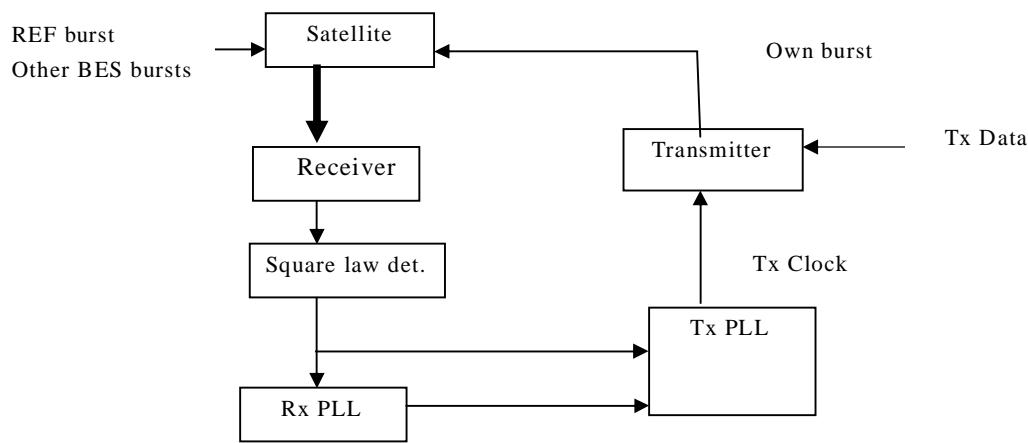 REF burst
Other BES bursts
Satellite
Own burst
Receiver
Transmitter
Tx Data
Square law det.
Tx Clock
Tx PLL
Rx PLL